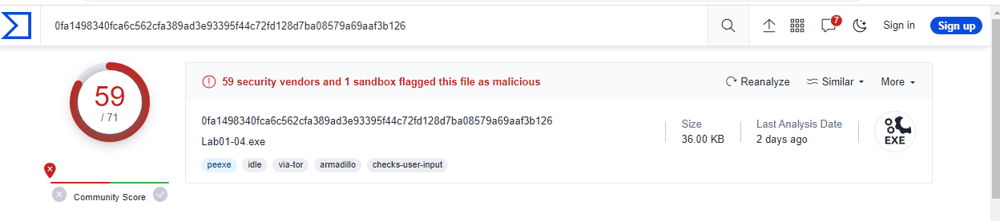 0fa1498340fca6c562cfa389ad3e93395f44c72fd128d7ba08579a69aaf3b126
7
Sign in
Sign up
59
/ 71
59 security vendors and 1 sandbox flagged this file as malicious
Reanalyze
Similar
More
0fa1498340fca6c562cfa389ad3e93395f44c72fd128d7ba08579a69aaf3b126
Lab01-04.exe
peexe
idle
via-tor
armadillo
checks-user-input
Size
36.00 KB
Last Analysis Date
2 days ago
EXE
Community Score